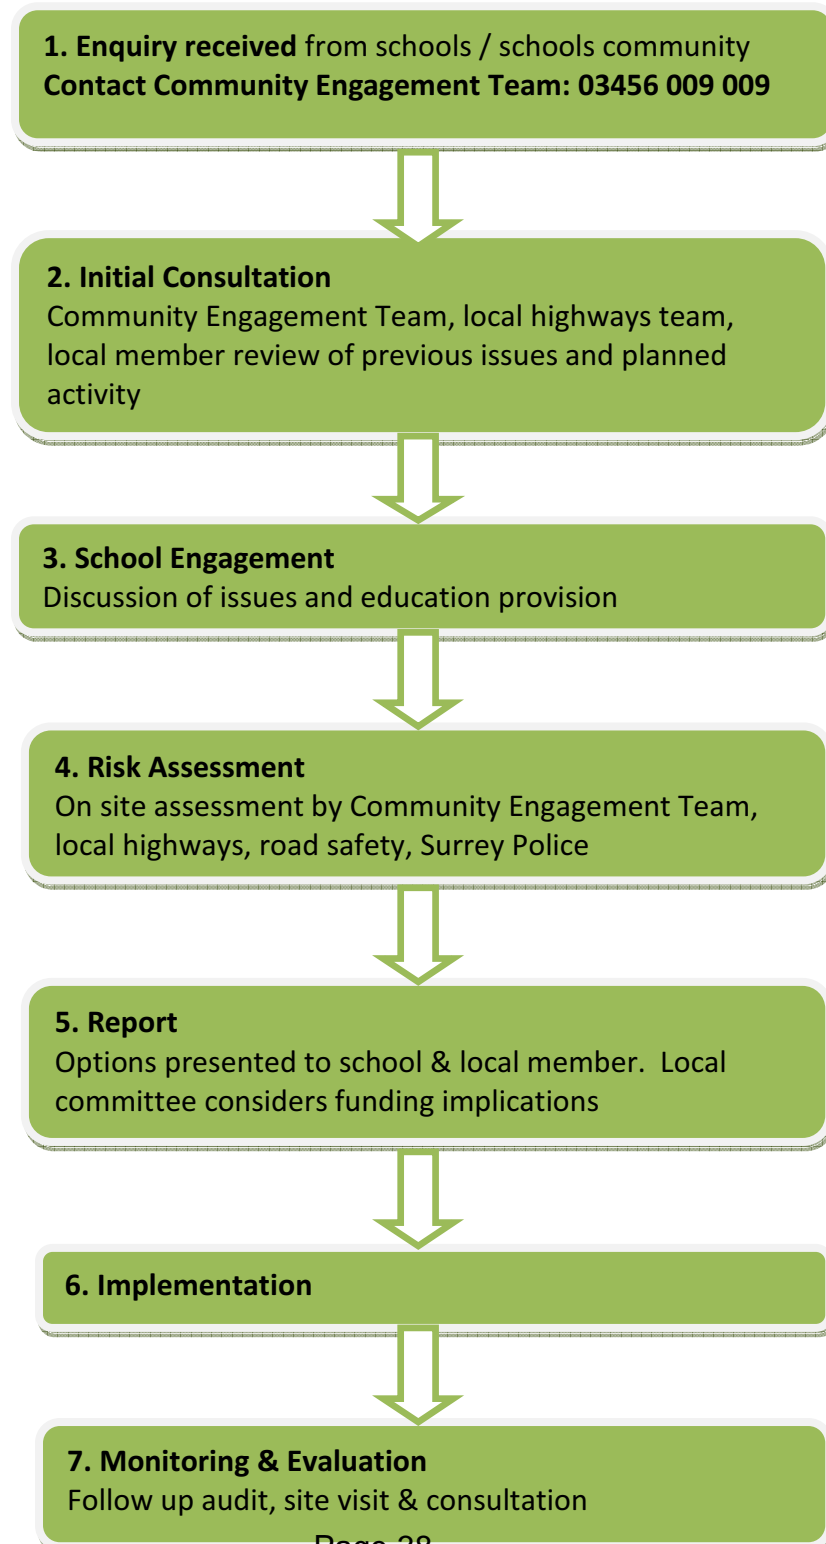 1. Enquiry received from schools / schools community
Contact Community Engagement Team: 03456 009 009
2. Initial Consultation
Community Engagement Team, local highways team,
local member review of previous issues and planned
activity
3. School Engagement
Discussion of issues and education provision
4. Risk Assessment
On site assessment by Community Engagement Team,
local highways, road safety, Surrey Police
5. Report
Options presented to school & local member.  Local
committee considers funding implications
6. Implementation
7. Monitoring & Evaluation
Follow up audit, site visit & consultation